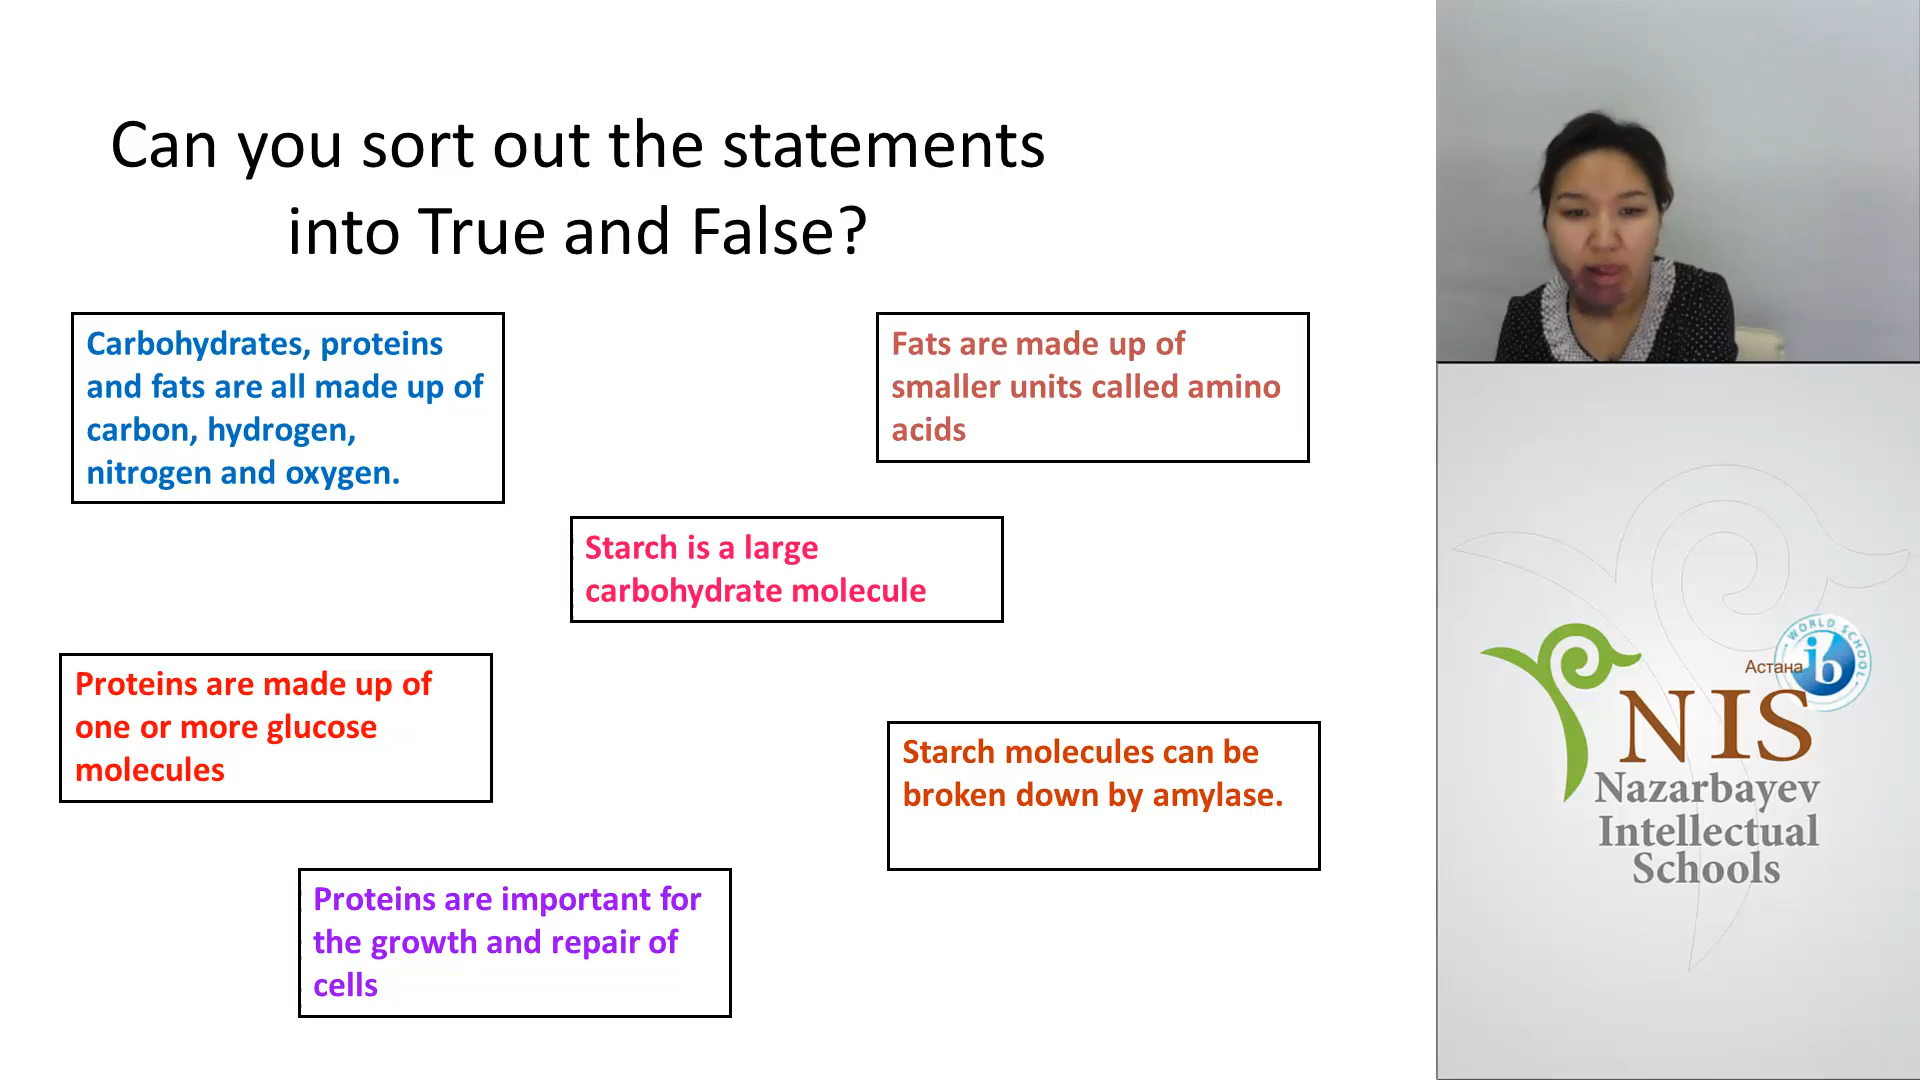 Can you sort out the statements
into True and False?
Carbohydrates, proteins
and fats are all made up of
carbon, hydrogen,
nitrogen and oxygen.
Fats are made up of
smaller units called amino
acids
Starch is a large
carbohydrate molecule
Proteins are made up of
one or more glucose
molecules
Starch molecules can be
broken down by amylase.
Proteins are important for
the growth and repair of
cells
WORLD SCHOOL
ib
Астана
NIS
Nazarbayev
Intellectual
Schools